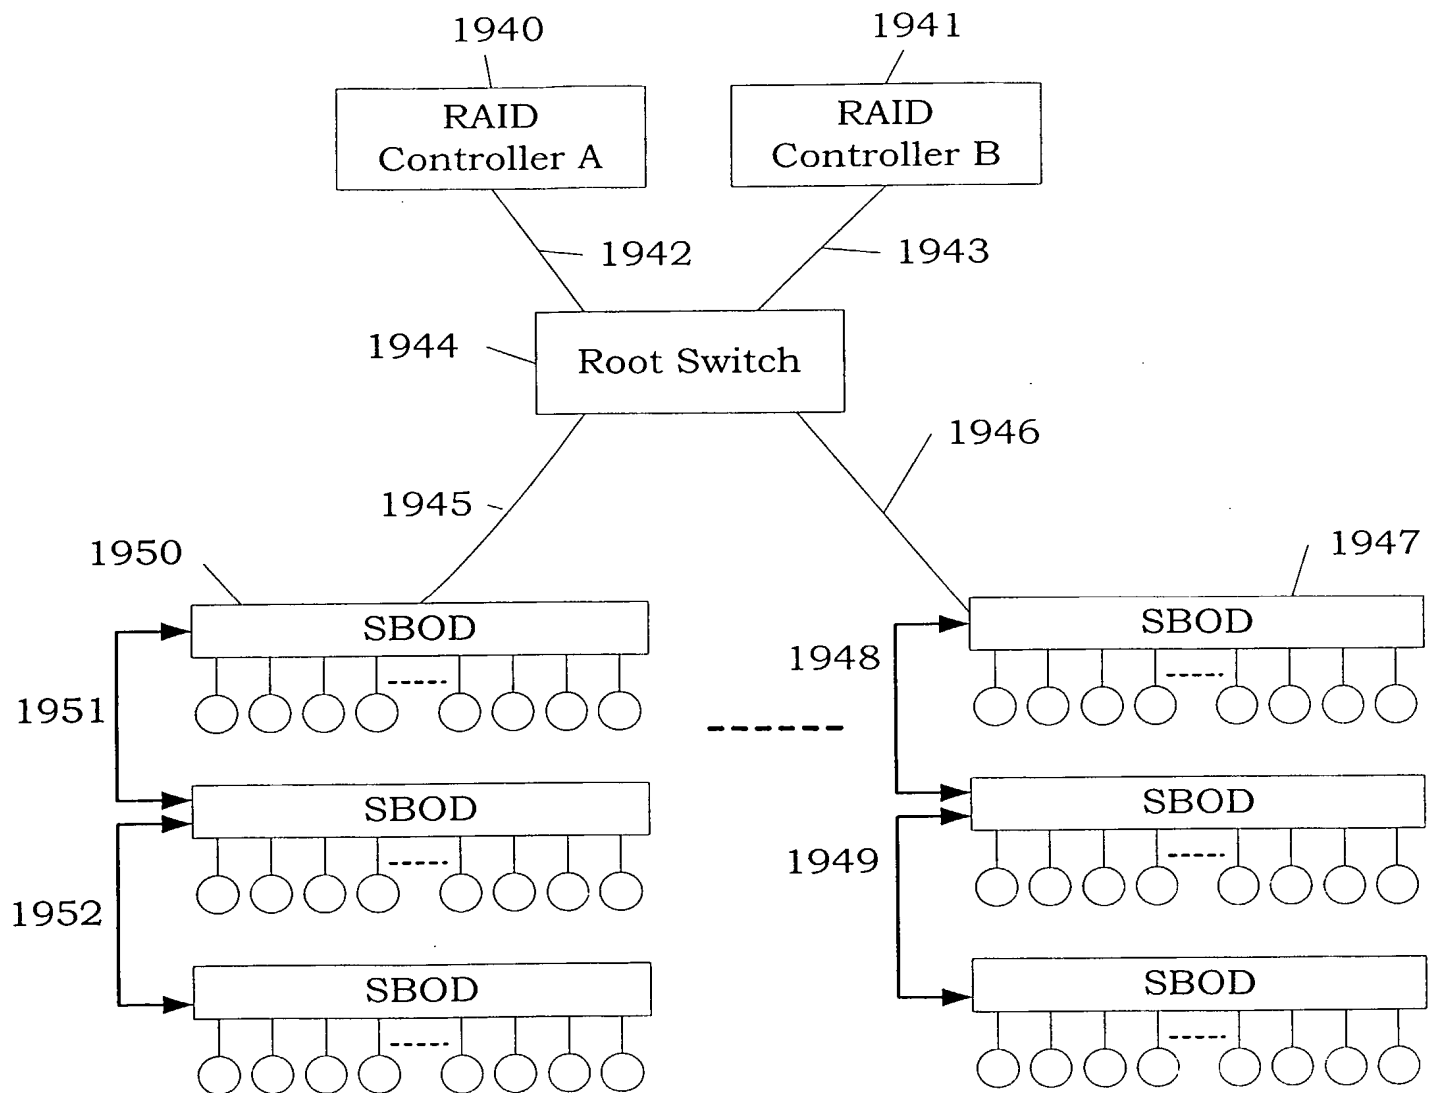 1940
1941
RAID
Controller A
RAID
Controller B
1942
1943
1944
Root Switch
1946
1945
1950
1947
SBOD
SBOD
1948
1951
SBOD
SBOD
1949
1952
SBOD
SBOD